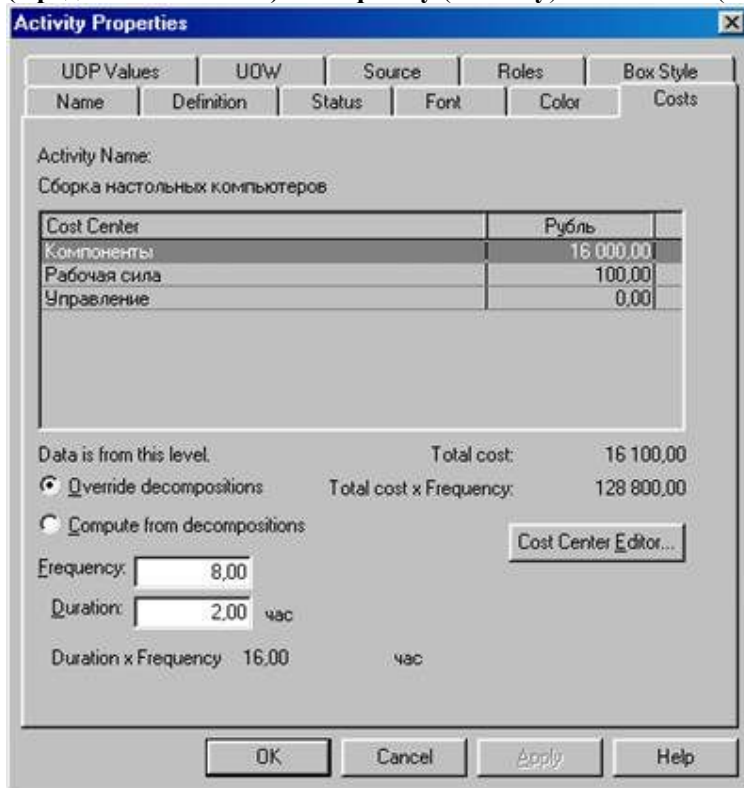 Activity Properties
UDP Values UOW Source Roles Box Style
Name Definition Status Font Color Costs
Activity Name:
Сборка настольных компьютеров
Cost Center Рубль
Компоненты 16 000,00
Рабочая сила 100,00
Управление 0,00
Data is from this level. Total cost: 16 100,00
Override decompositions Total cost x Frequency: 128 800,00
Compute from decompositions
Cost Center Editor...
Frequency: 8,00
Duration: 2,00 час
Duration x Frequency 16,00 час
OK Cancel Apply Help